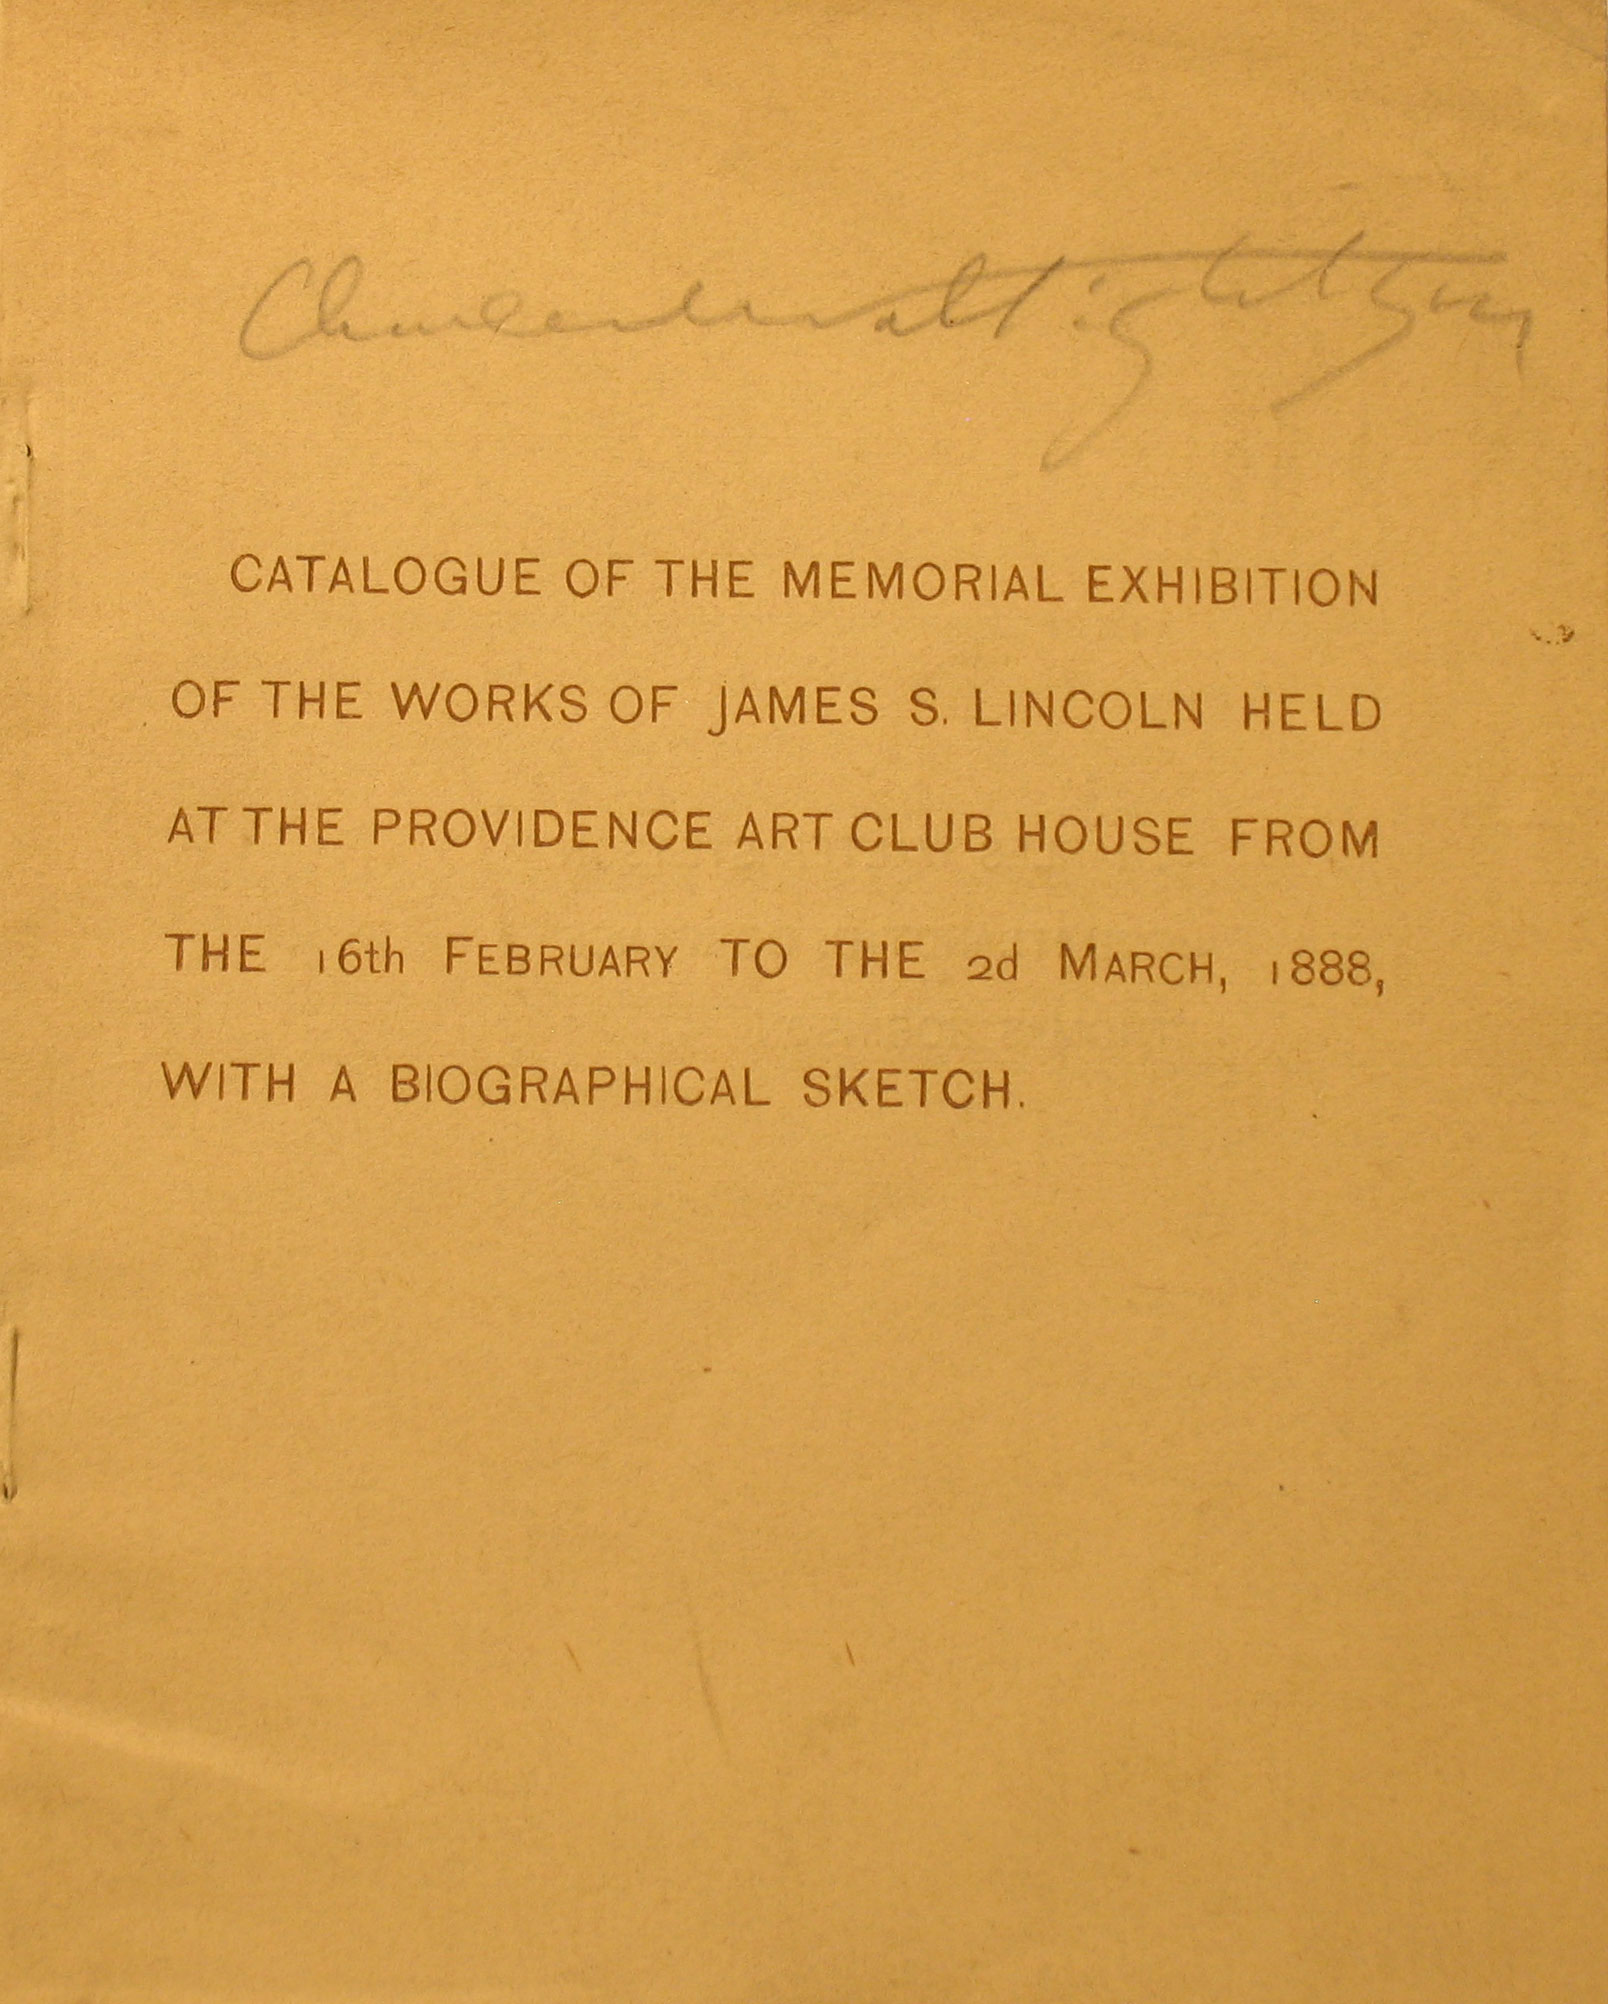 CATALOGUE OF THE MEMORIAL EXHIBITION
OF THE WORKS OF JAMES S. LINCOLN HELD
AT THE PROVIDENCE ART CLUB HOUSE FROM
THE 16th FEBRUARY TO THE 2d MARCH, 1888,
WITH A BIOGRAPHICAL SKETCH.